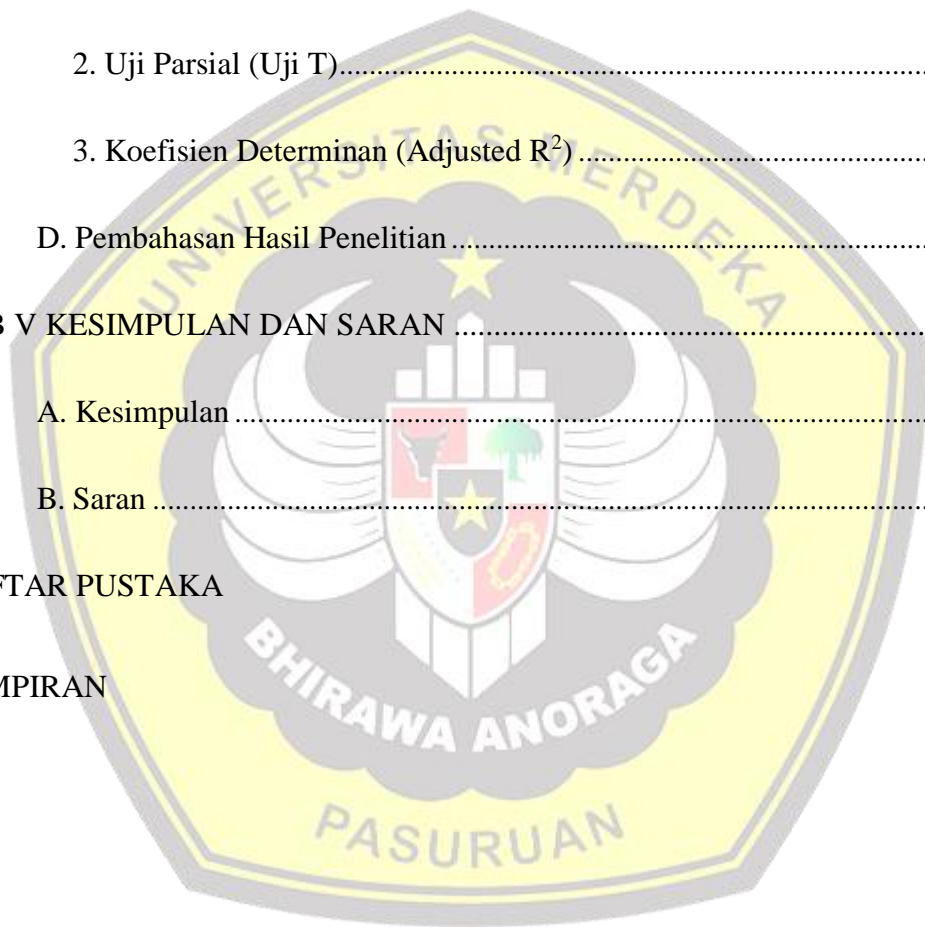 2. Uji Parsial (Uji T)
3. Koefisien Determinan (Adjusted R²)
D. Pembahasan Hasil Penelitian
B V KESIMPULAN DAN SARAN
A. Kesimpulan
B. Saran
FTAR PUSTAKA
MPIRAN
UNIVERSITAS MERDEKA
BHIRAWA ANORAGA
PASURUAN